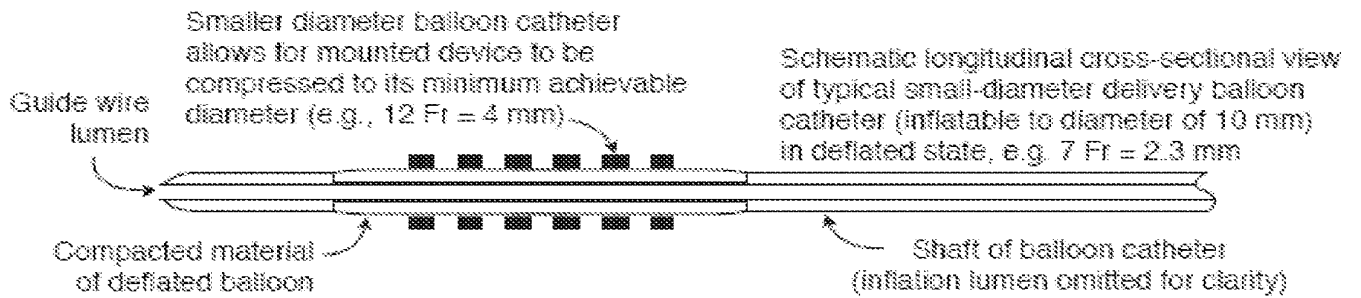 Smaller diameter balloon catheter
allows for mounted device to be
compressed to its minimum achievable
diameter (e.g., 12 Fr = 4 mm)
Guide wire
lumen
Schematic longitudinal cross-sectional view
of typical small-diameter delivery balloon
catheter (inflatable to diameter of 10 mm)
in deflated state, e.g. 7 Fr = 2.3 mm
Compacted material
of deflated balloon
Shaft of balloon catheter
(inflation lumen omitted for clarity)